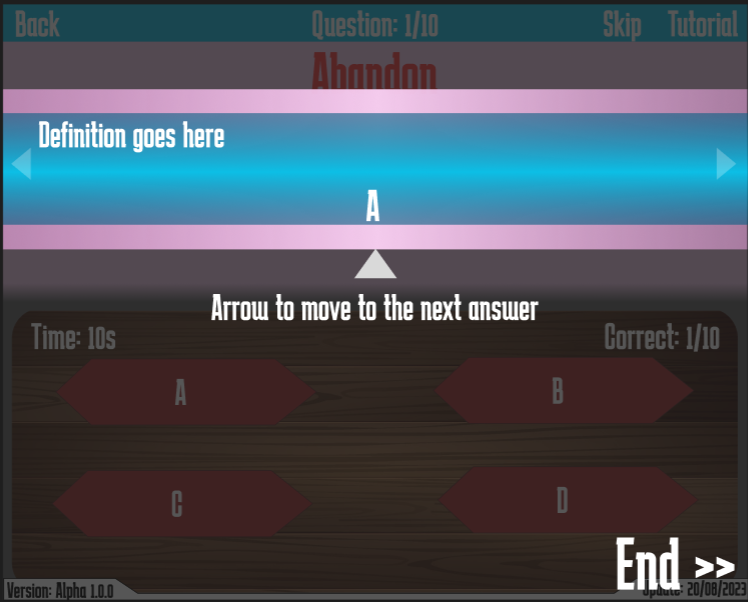 Back Question: 1/10 Skip Tutorial
Abandon
Definition goes here
A
Arrow to move to the next answer
Time: 10s Correct: 1/10
A B
C D
End >>
Version: Alpha 1.0.0 Update: 20/08/2023